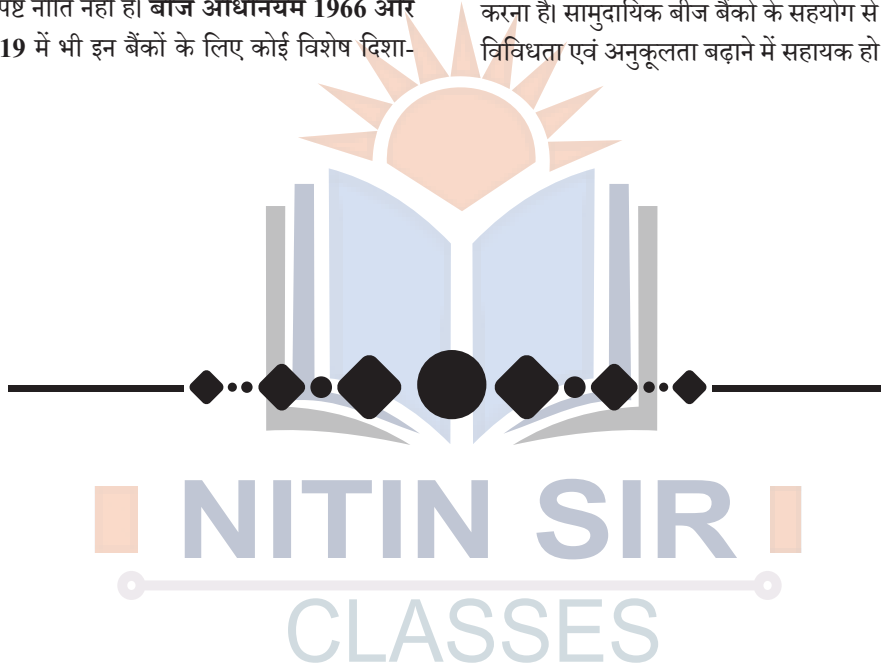 नीति नहीं है। बीज अधिनियम 1966 और
19 में भी इन बैंकों के लिए कोई विशेष दिशा-
करना है। सामुदायिक बीज बैंकों के सहयोग से
विविधता एवं अनुकूलता बढ़ाने में सहायक हो
NITIN SIR
CLASSES